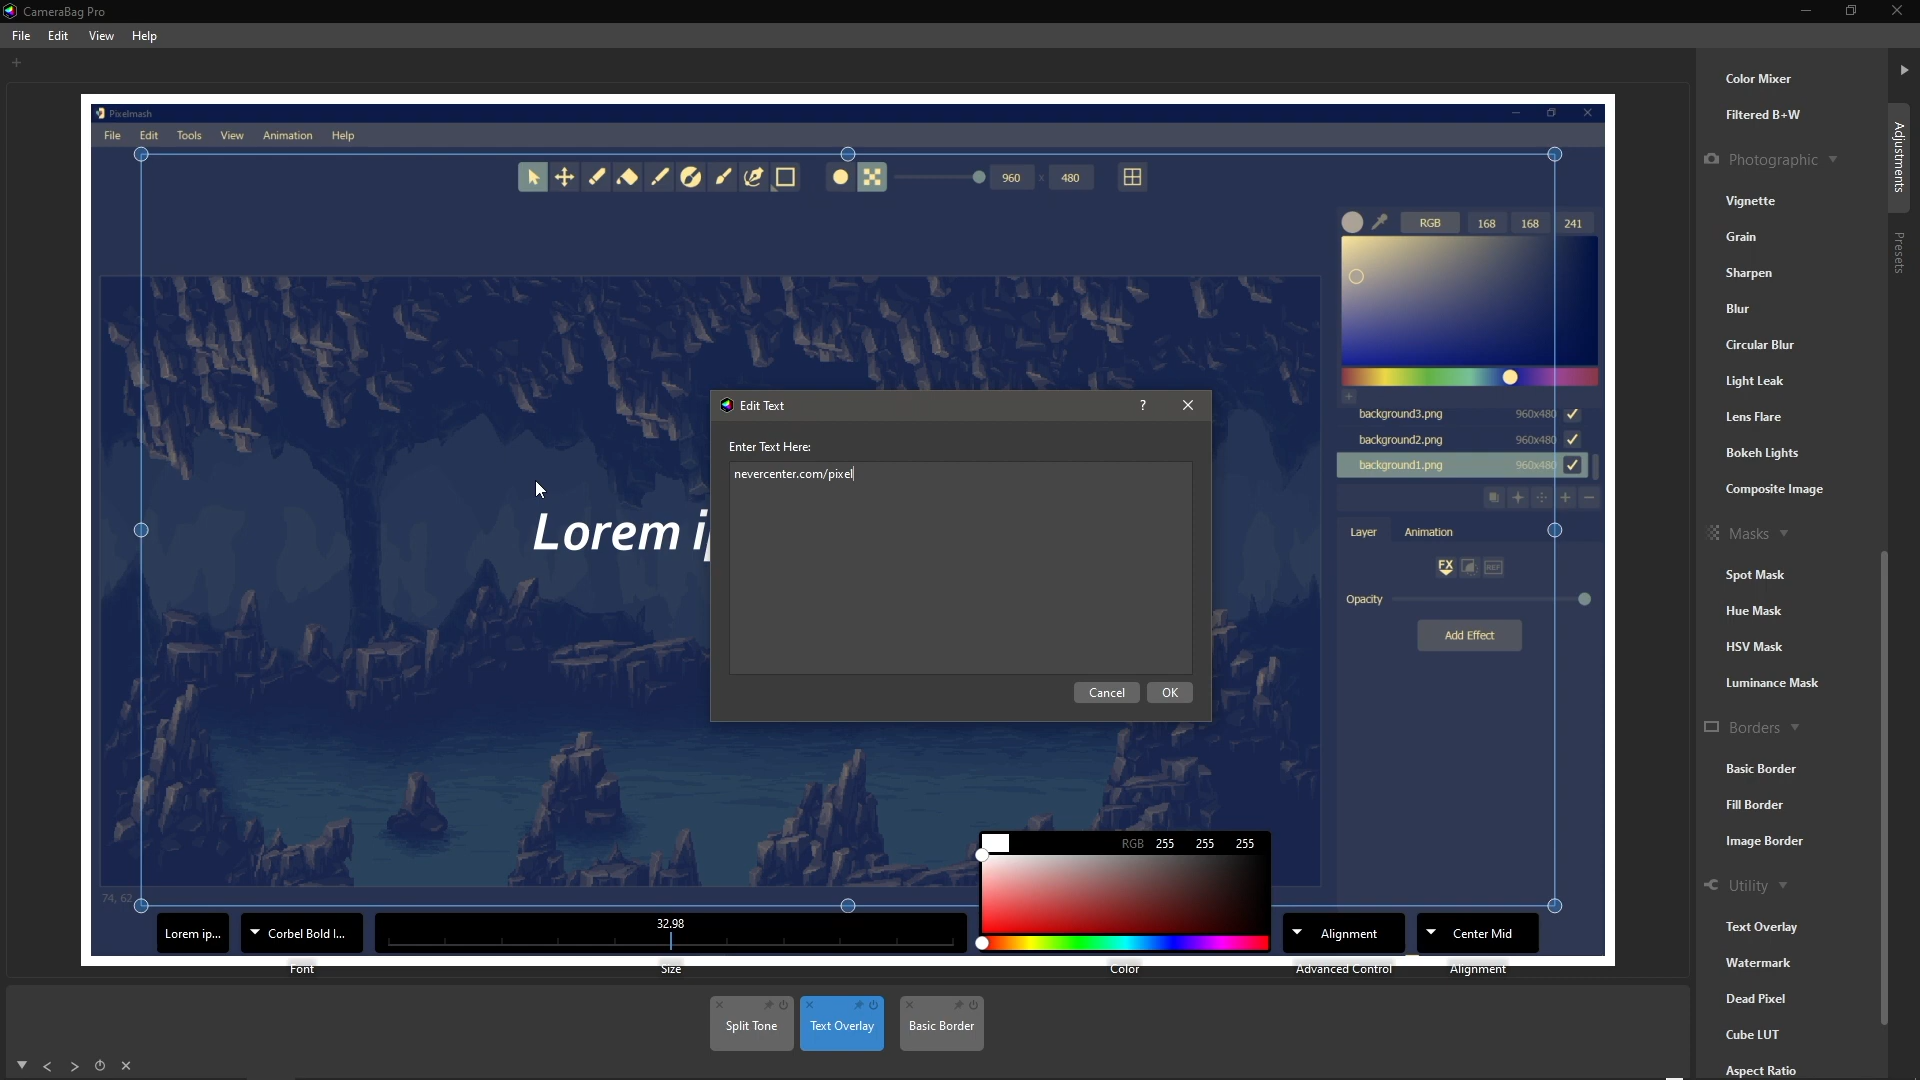 CameraBag Pro
File Edit View Help
Pixelmash
File Edit Tools View Animation Help
960 x 480
RGB 168 168 241
background3.png 960x480
background2.png 960x480
background1.png 960x480
Layer Animation
FX REF
Opacity
Add Effect
Lorem
74, 62
Edit Text
?
Enter Text Here:
nevercenter.com/pixel
Cancel OK
RGB 255 255 255
Lorem ip... Corbel Bold I... 32.98 Alignment Center Mid
Font Size Color Advanced Control Alignment
Split Tone Text Overlay Basic Border
Color Mixer
Filtered B+W
Photographic
Vignette
Grain
Sharpen
Blur
Circular Blur
Light Leak
Lens Flare
Bokeh Lights
Composite Image
Masks
Spot Mask
Hue Mask
HSV Mask
Luminance Mask
Borders
Basic Border
Fill Border
Image Border
Utility
Text Overlay
Watermark
Dead Pixel
Cube LUT
Aspect Ratio
Adjustments
Presets